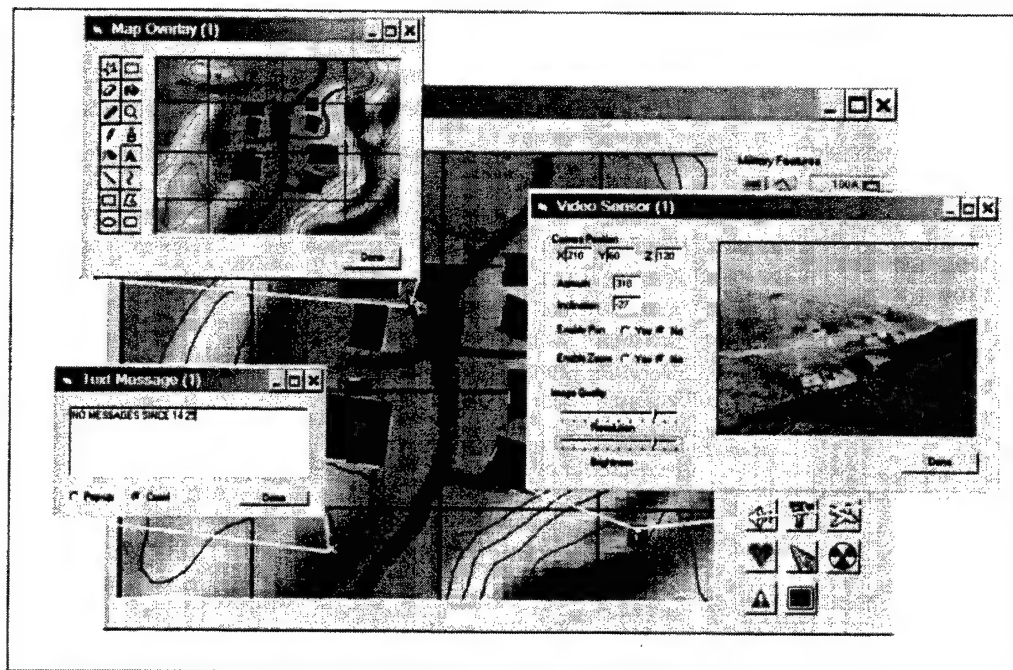 Map Overlay (1)
Done
Military Features
100A
Video Sensor (1)
Camera Position
X 210 Y 60 Z 120
Azimuth 310
Inclination -27
Enable Pan Yes No
Enable Zoom Yes No
Image Quality
Resolution
Brightness
Done
Text Message (1)
NO MESSAGES SINCE 14 25
Popup
Done